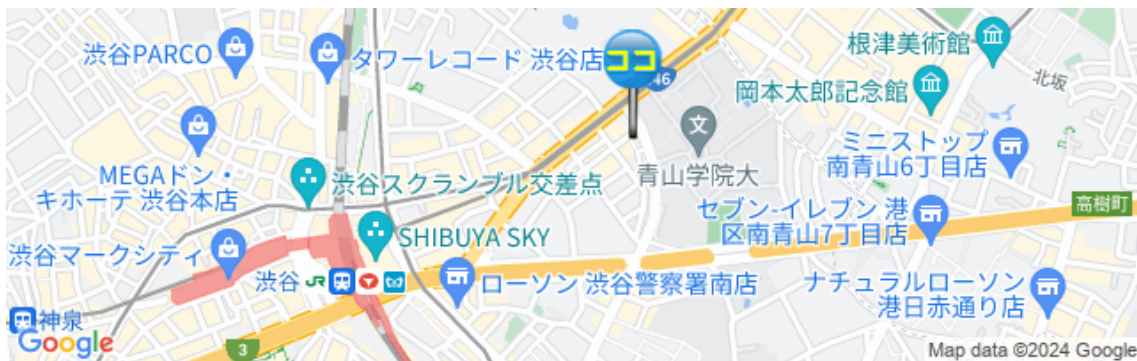 渋谷PARCO
タワーレコード 渋谷店
ココ
246
根津美術館
北坂
岡本太郎記念館
ミニストップ
南青山6丁目店
MEGAドン・
キホーテ 渋谷本店
渋谷スクランブル交差点
文
青山学院大
高樹町
セブン-イレブン 港
区南青山7丁目店
渋谷マークシティ
SHIBUYA SKY
渋谷 JR
ローソン 渋谷警察署南店
ナチュラルローソン
港日赤通り店
神泉
Google
3
Map data ©2024 Google